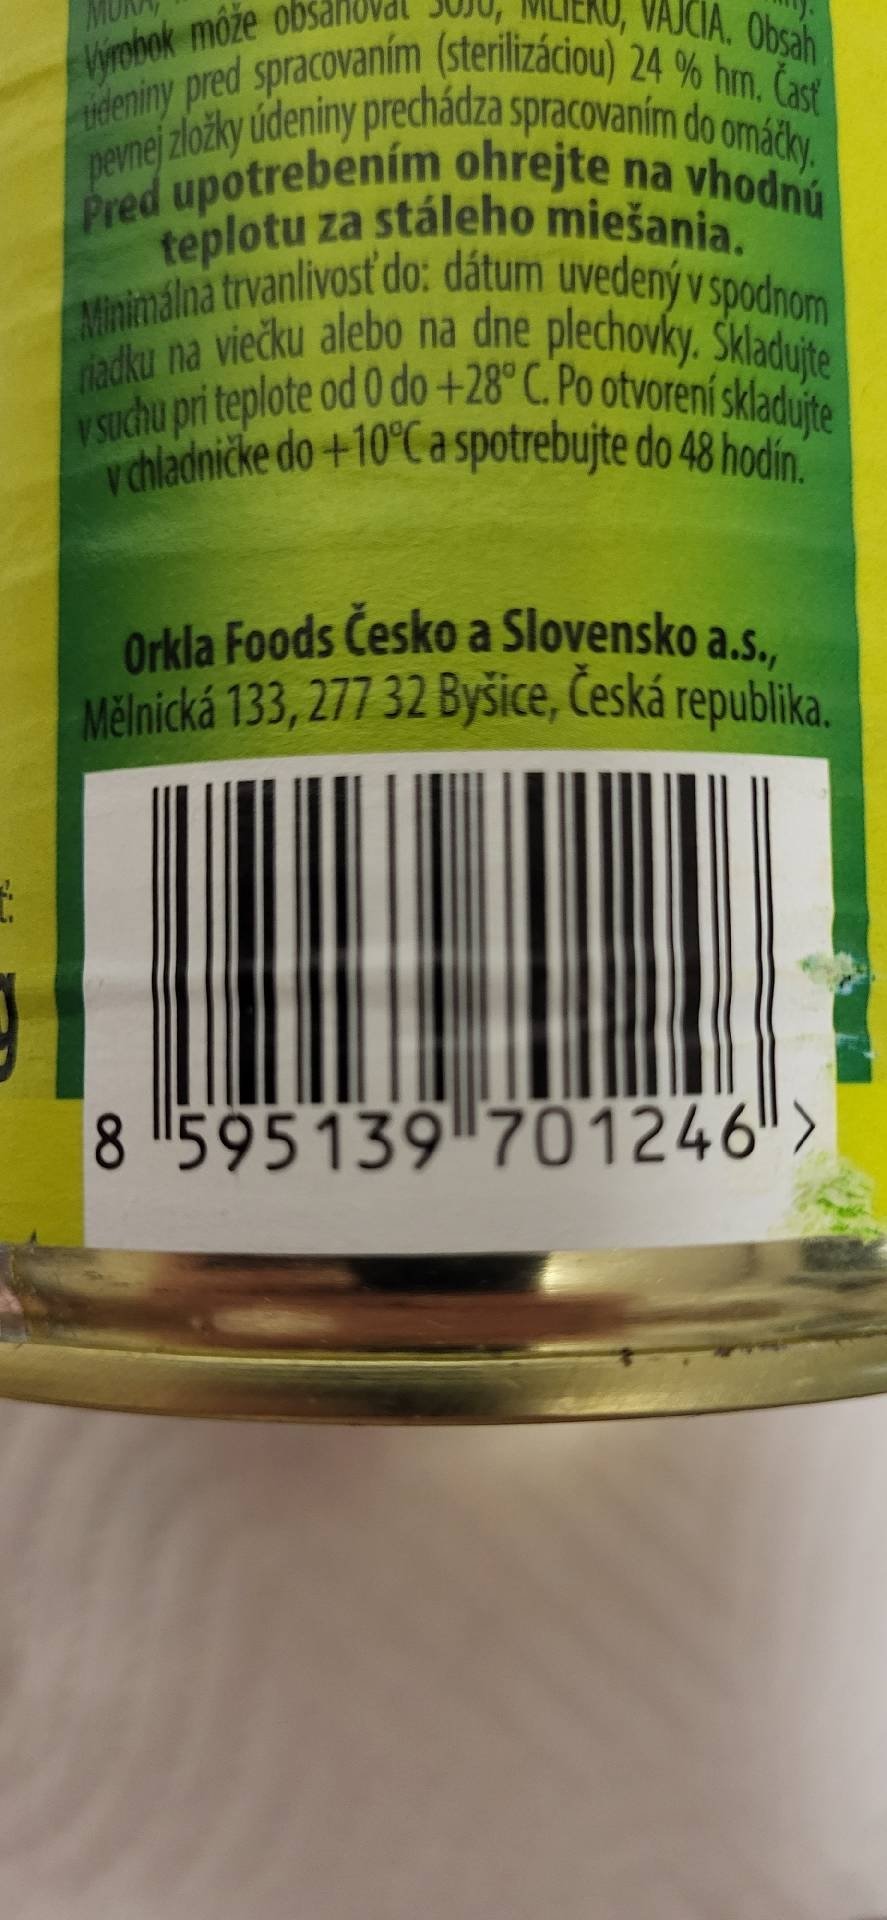 Výrobok môže obsahovať SÓJU, MLIEKO, VAJCIA. Obsah
údeniny pred spracovaním (sterilizáciou) 24 % hm. Časť
pevnej zložky údeniny prechádza spracovaním do omáčky.
Pred upotrebením ohrejte na vhodnú
teplotu za stáleho miešania.
Minimálna trvanlivosť do: dátum uvedený v spodnom
riadku na viečku alebo na dne plechovky. Skladujte
v suchu pri teplote od 0 do +28° C. Po otvorení skladujte
v chladničke do +10°C a spotrebujte do 48 hodín.
Orkla Foods Česko a Slovensko a.s.,
Mělnická 133, 277 32 Byšice, Česká republika.
8 595139 701246 >